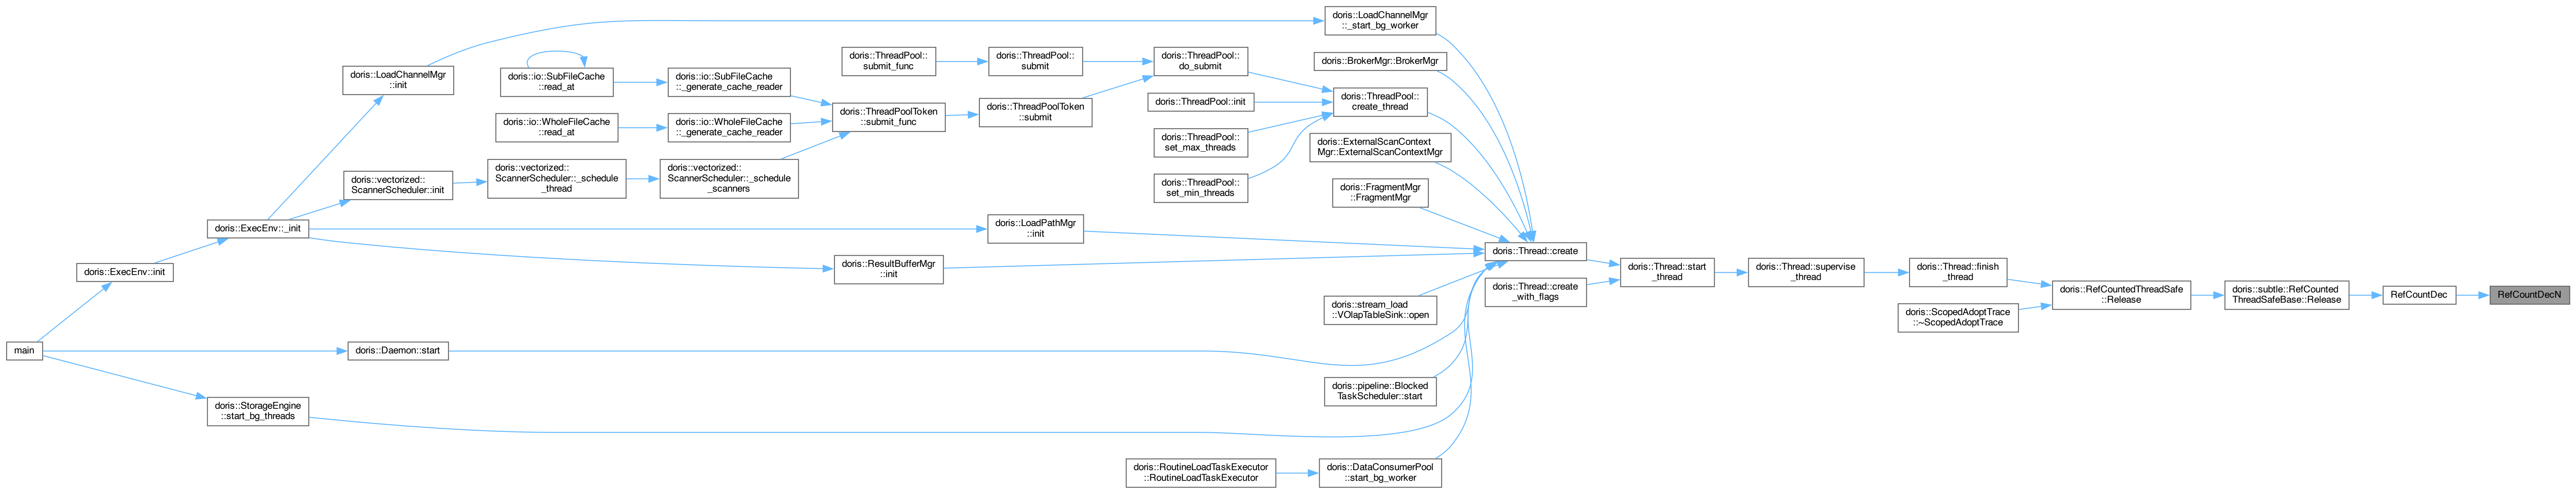 main
doris::ExecEnv::init
doris::ExecEnv::_init
doris::LoadChannelMgr
::init
doris::LoadChannelMgr
::_start_bg_worker
doris::vectorized::
ScannerScheduler::init
doris::vectorized::
ScannerScheduler::_schedule
_thread
doris::vectorized::
ScannerScheduler::_schedule
_scanners
doris::io::SubFileCache
::read_at
doris::io::SubFileCache
::_generate_cache_reader
doris::io::WholeFileCache
::read_at
doris::io::WholeFileCache
::_generate_cache_reader
doris::ThreadPoolToken
::submit_func
doris::ThreadPool::
submit_func
doris::ThreadPool::
submit
doris::ThreadPoolToken
::submit
doris::ThreadPool::
do_submit
doris::ThreadPool::init
doris::ThreadPool::
set_max_threads
doris::ThreadPool::
set_min_threads
doris::ThreadPool::
create_thread
doris::BrokerMgr::BrokerMgr
doris::ExternalScanContext
Mgr::ExternalScanContextMgr
doris::FragmentMgr
::FragmentMgr
doris::LoadPathMgr
::init
doris::ResultBufferMgr
::init
doris::stream_load
::VOlapTableSink::open
doris::Daemon::start
doris::pipeline::Blocked
TaskScheduler::start
doris::StorageEngine
::start_bg_threads
doris::RoutineLoadTaskExecutor
::RoutineLoadTaskExecutor
doris::DataConsumerPool
::start_bg_worker
doris::Thread::create
doris::Thread::create
_with_flags
doris::Thread::start
_thread
doris::Thread::supervise
_thread
doris::Thread::finish
_thread
doris::ScopedAdoptTrace
::~ScopedAdoptTrace
doris::RefCountedThreadSafe
::Release
doris::subtle::RefCounted
ThreadSafeBase::Release
RefCountDec
RefCountDecN